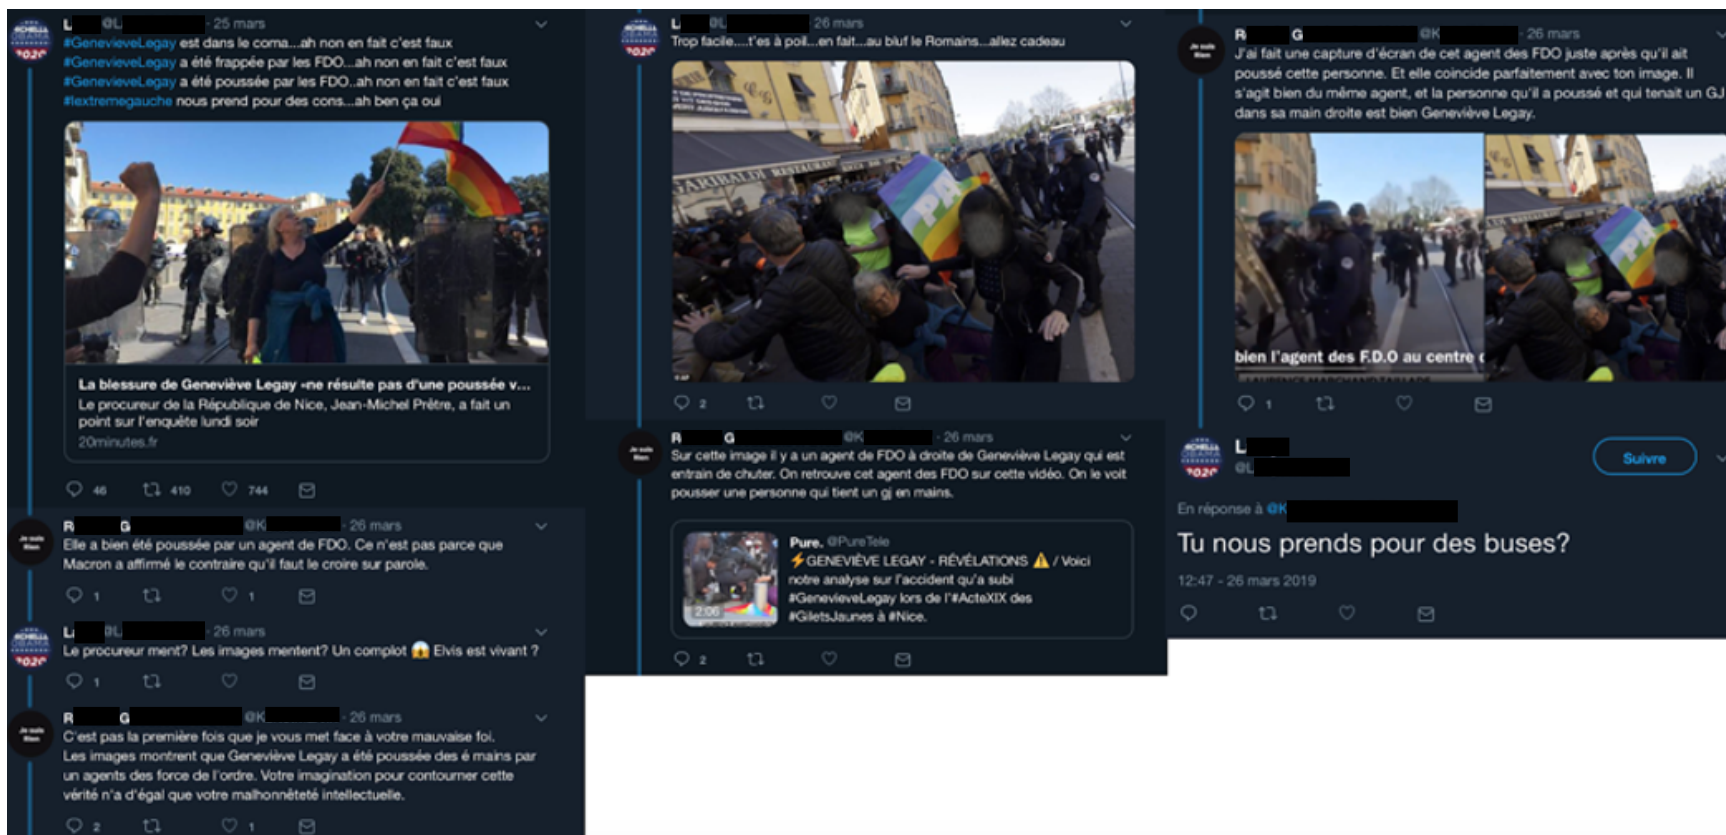 L @L · 25 mars
#GenevieveLegay est dans le coma...ah non en fait c'est faux
#GenevieveLegay a été frappée par les FDO...ah non en fait c'est faux
#GenevieveLegay a été poussée par les FDO..ah non en fait c'est faux
#lextremegauche nous prend pour des cons...ah ben ça oui
La blessure de Geneviève Legay «ne résulte pas d'une poussée v...
Le procureur de la République de Nice, Jean-Michel Prêtre, a fait un
point sur l'enquête lundi soir
20minutes.fr
46 410 744
R G @K · 26 mars
Elle a bien été poussée par un agent de FDO. Ce n'est pas parce que
Macron a affirmé le contraire qu'il faut le croire sur parole.
1 1
L @L · 26 mars
Le procureur ment? Les images mentent? Un complot 😱 Elvis est vivant ?
1
R G @K · 26 mars
C'est pas la première fois que je vous met face à votre mauvaise foi.
Les images montrent que Geneviève Legay a été poussée des é mains par
un agents des force de l'ordre. Votre imagination pour contourner cette
vérité n'a d'égal que votre malhonnêteté intellectuelle.
2 1
L @L 26 mars
Trop facile....t'es à poil...en fait...au bluf le Romains...allez cadeau
GARIBALDI RESTAURANT
2
R G @K · 26 mars
Sur cette image il y a un agent de FDO à droite de Geneviève Legay qui est
entrain de chuter. On retrouve cet agent des FDO sur cette vidéo. On le voit
pousser une personne qui tient un gj en mains.
Pure. @PureTele
⚡GENEVIÈVE LEGAY - RÉVÉLATIONS ⚠️ / Voici
notre analyse sur l'accident qu'a subi
#GenevieveLegay lors de l'#ActeXIX des
#GiletsJaunes à #Nice.
2:06
2
R G @K · 26 mars
J'ai fait une capture d'écran de cet agent des FDO juste après qu'il ait
poussé cette personne. Et elle coincide parfaitement avec ton image. Il
s'agit bien du même agent, et la personne qu'il a poussé et qui tenait un GJ
dans sa main droite est bien Geneviève Legay.
bien l'agent des F.D.O au centre
1
L
@L
Suivre
En réponse à @K
Tu nous prends pour des buses?
12:47 - 26 mars 2019